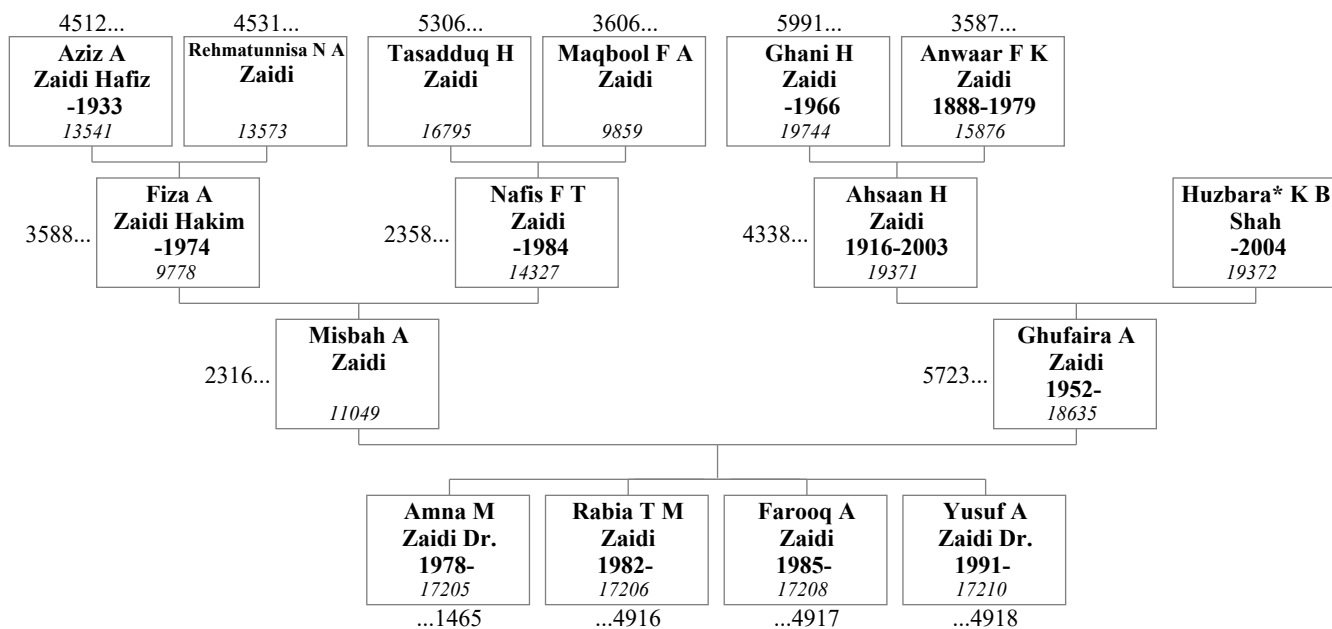 4512...
4531...
5306...
3606...
5991...
3587...
Aziz A
Zaidi Hafiz
-1933
13541
Rehmatunnisa N A
Zaidi
13573
Tasadduq H
Zaidi
16795
Maqbool F A
Zaidi
9859
Ghani H
Zaidi
-1966
19744
Anwaar F K
Zaidi
1888-1979
15876
3588...
Fiza A
Zaidi Hakim
-1974
9778
2358...
Nafis F T
Zaidi
-1984
14327
4338...
Ahsaan H
Zaidi
1916-2003
19371
Huzbara* K B
Shah
-2004
19372
2316...
Misbah A
Zaidi
11049
5723...
Ghufaira A
Zaidi
1952-
18635
Amna M
Zaidi Dr.
1978-
17205
...1465
Rabia T M
Zaidi
1982-
17206
...4916
Farooq A
Zaidi
1985-
17208
...4917
Yusuf A
Zaidi Dr.
1991-
17210
...4918